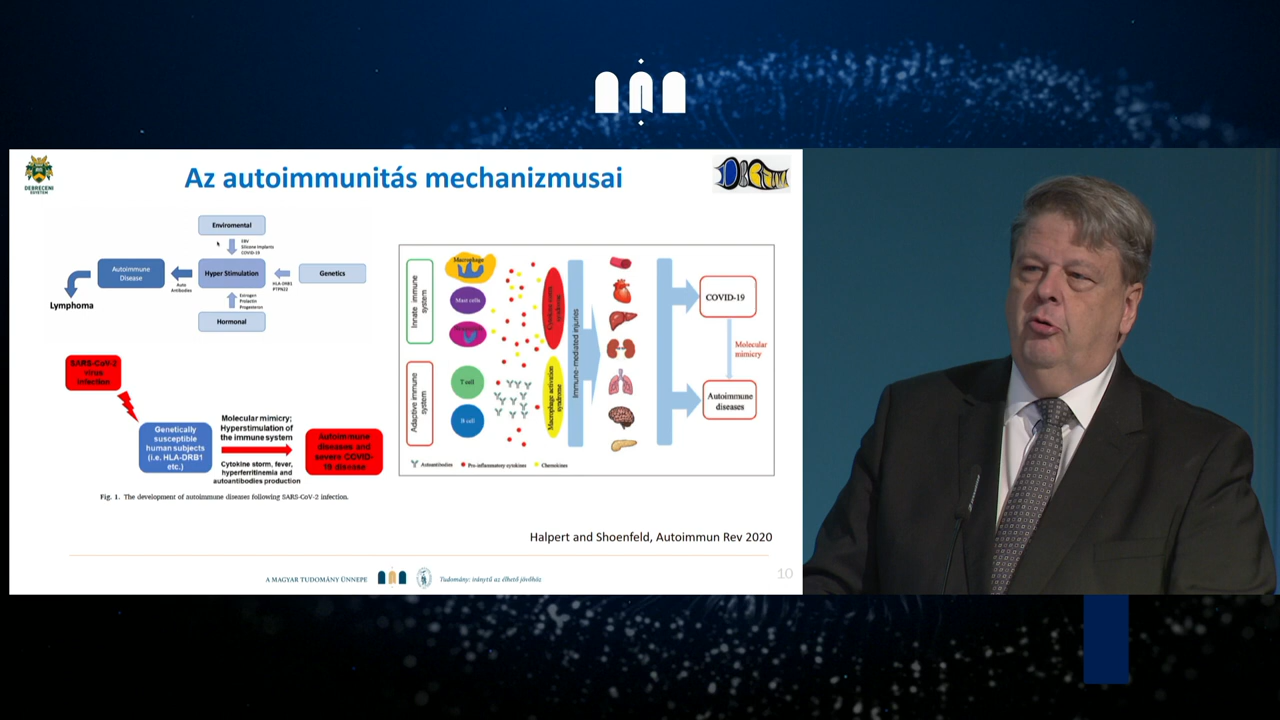 DEBRECENI
EGYETEM
Az autoimmunitás mechanizmusai
Enviromental
EBV
Silicone Implants
COVID-19
Autoimmune
Disease
Auto
Antibodies
Hyper Stimulation
HLA-DRB1
PTPN22
Genetics
Lymphoma
Estrogen
Prolactin
Progesteron
Hormonal
SARS-CoV-2
virus
infection
Genetically
susceptible
human subjects
(i.e. HLA-DRB1
etc.)
Molecular mimicry;
Hyperstimulation of
the immune system
Cytokine storm, fever,
hyperferritinemia and
autoantibodies production
Autoimmune
diseases and
severe COVID-
19 disease
Fig. 1. The development of autoimmune diseases following SARS-CoV-2 infection.
Innate immune
system
Adaptive immune
system
Macrophage
Mast cells
T cell
B cell
Cytokine storm
syndrome
Macrophage activation
syndrome
Immune-mediated injuries
COVID-19
Molecular
mimicry
Autoimmune
diseases
Autoantibodies
Pro-inflammatory cytokines
Chemokines
Halpert and Shoenfeld, Autoimmun Rev 2020
A MAGYAR TUDOMÁNY ÜNNEPE
Tudomány: iránytű az élhető jövőhöz
10